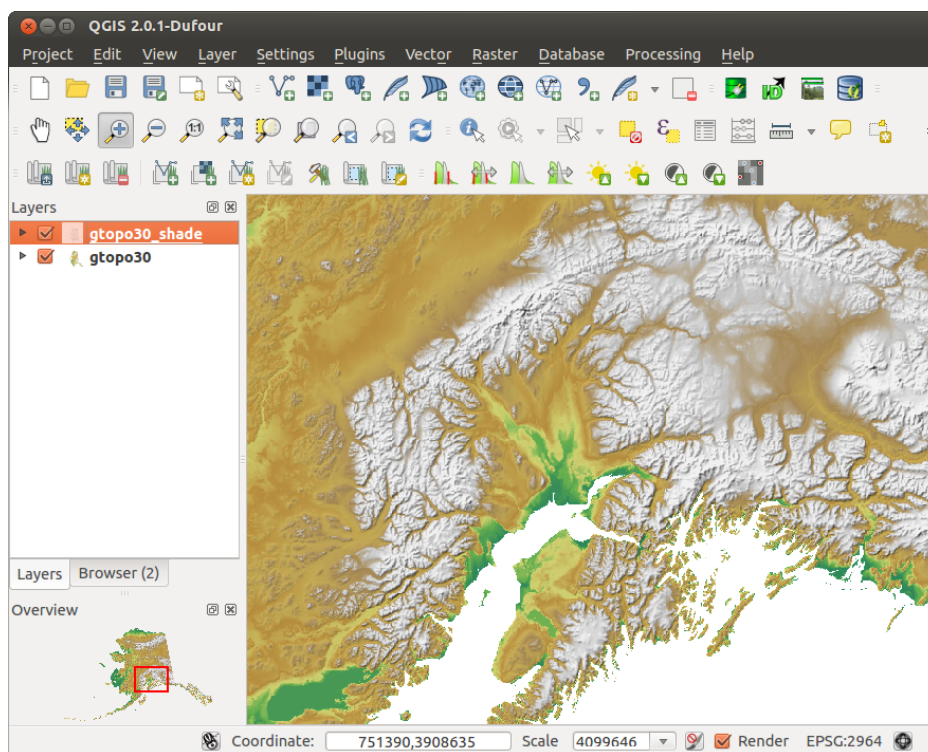 QGIS 2.0.1-Dufour
Project Edit View Layer Settings Plugins Vector Raster Database Processing Help
Layers
gtopo30_shade
gtopo30
Layers Browser (2)
Overview
Coordinate: 751390,3908635 Scale 4099646 Render EPSG:2964